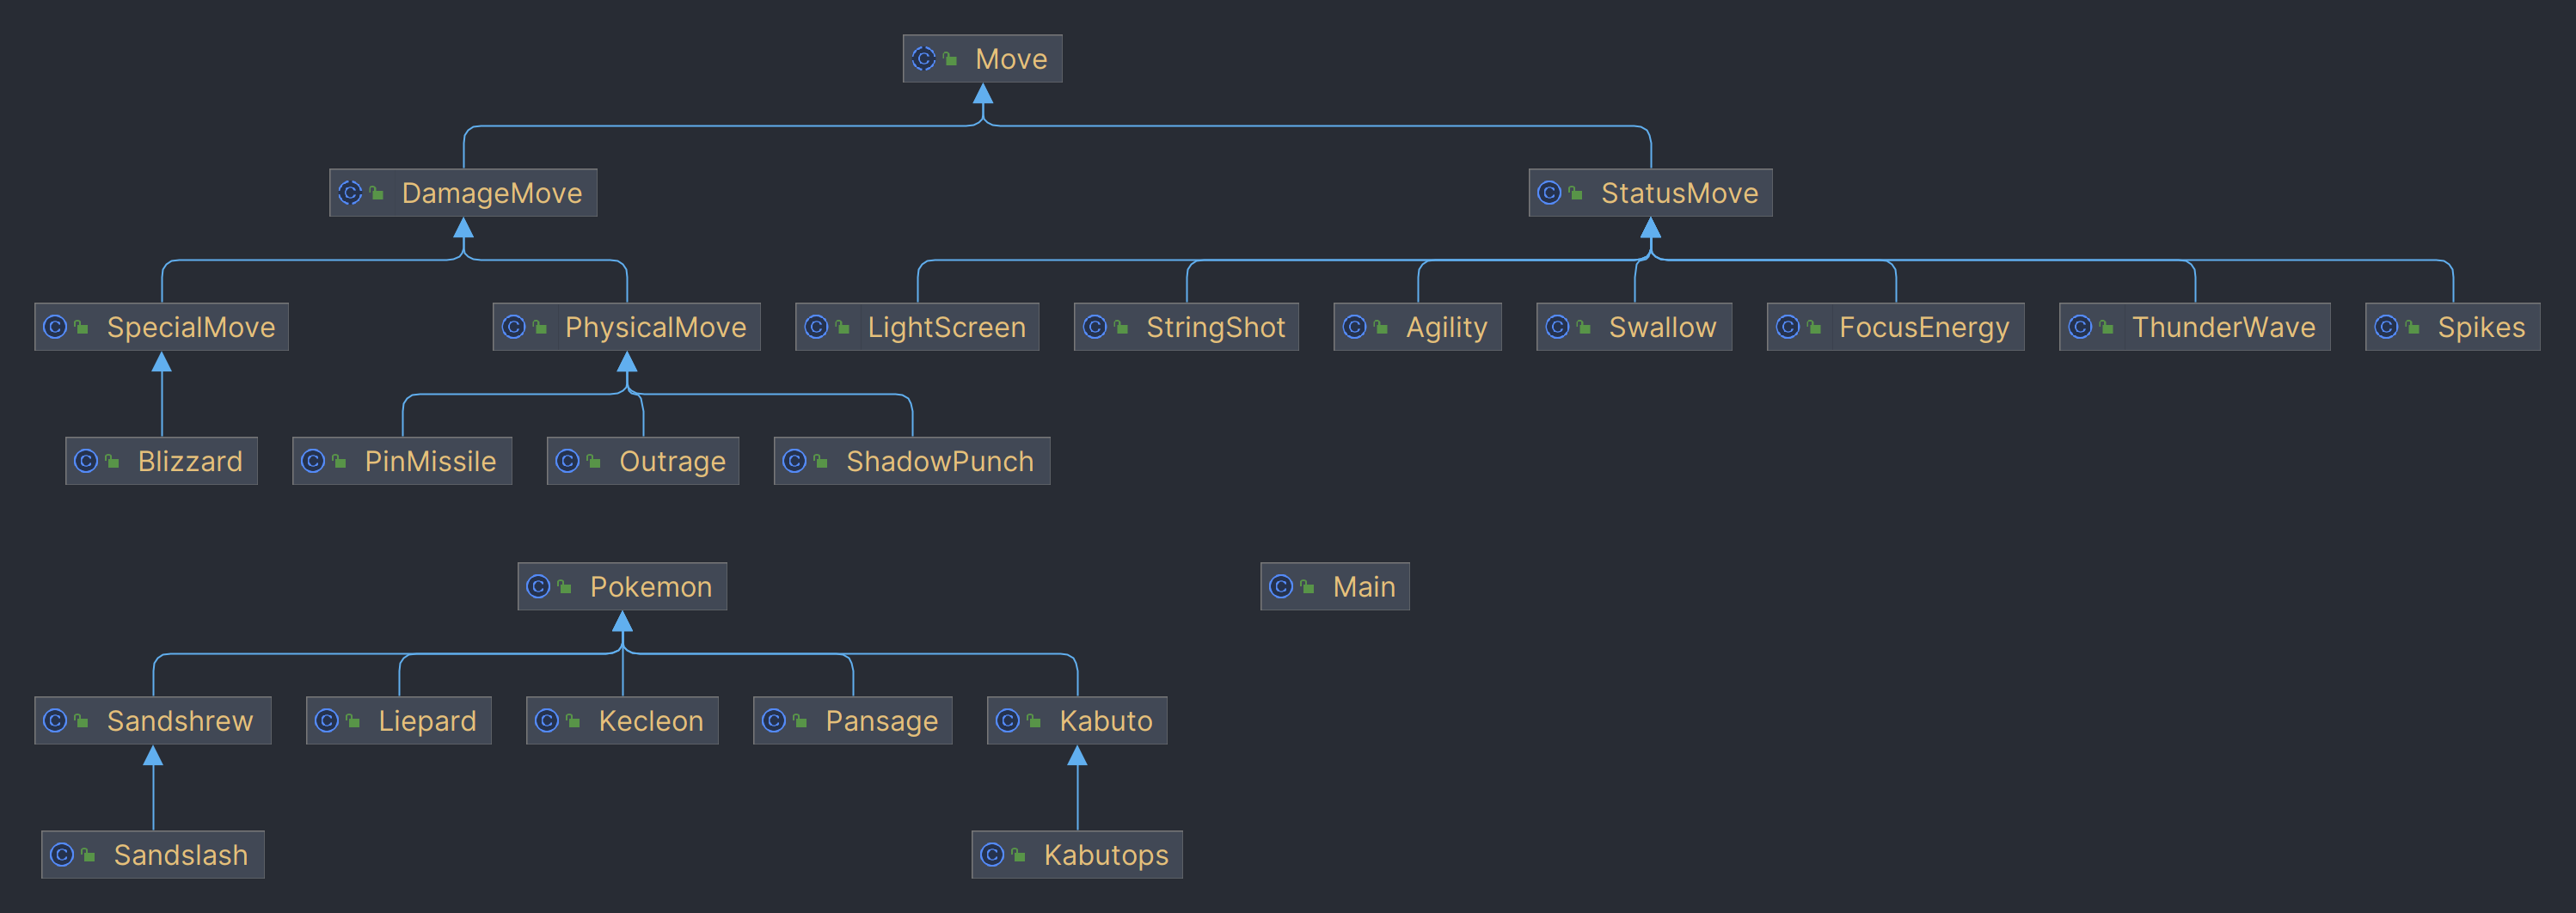 Move
DamageMove StatusMove
SpecialMove PhysicalMove LightScreen StringShot Agility Swallow FocusEnergy ThunderWave Spikes
Blizzard PinMissile Outrage ShadowPunch
Pokemon Main
Sandshrew Liepard Kecleon Pansage Kabuto
Sandslash Kabutops